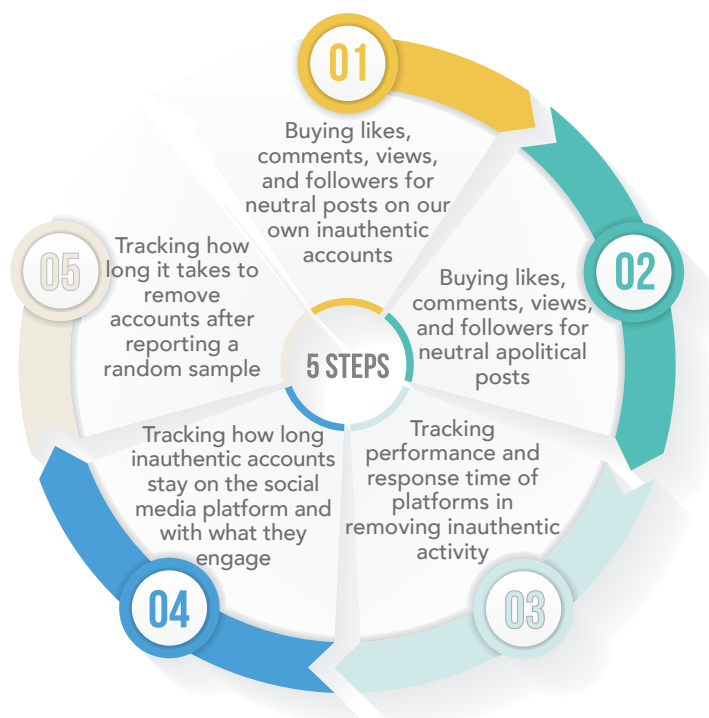 01
Buying likes,
comments, views,
and followers for
neutral posts on our
own inauthentic
accounts
02
Buying likes,
comments, views,
and followers for
neutral apolitical
posts
03
Tracking
performance and
response time of
platforms in
removing inauthentic
activity
04
Tracking how long
inauthentic accounts
stay on the social
media platform and
with what they
engage
05
Tracking how
long it takes to
remove
accounts after
reporting a
random sample
5 STEPS